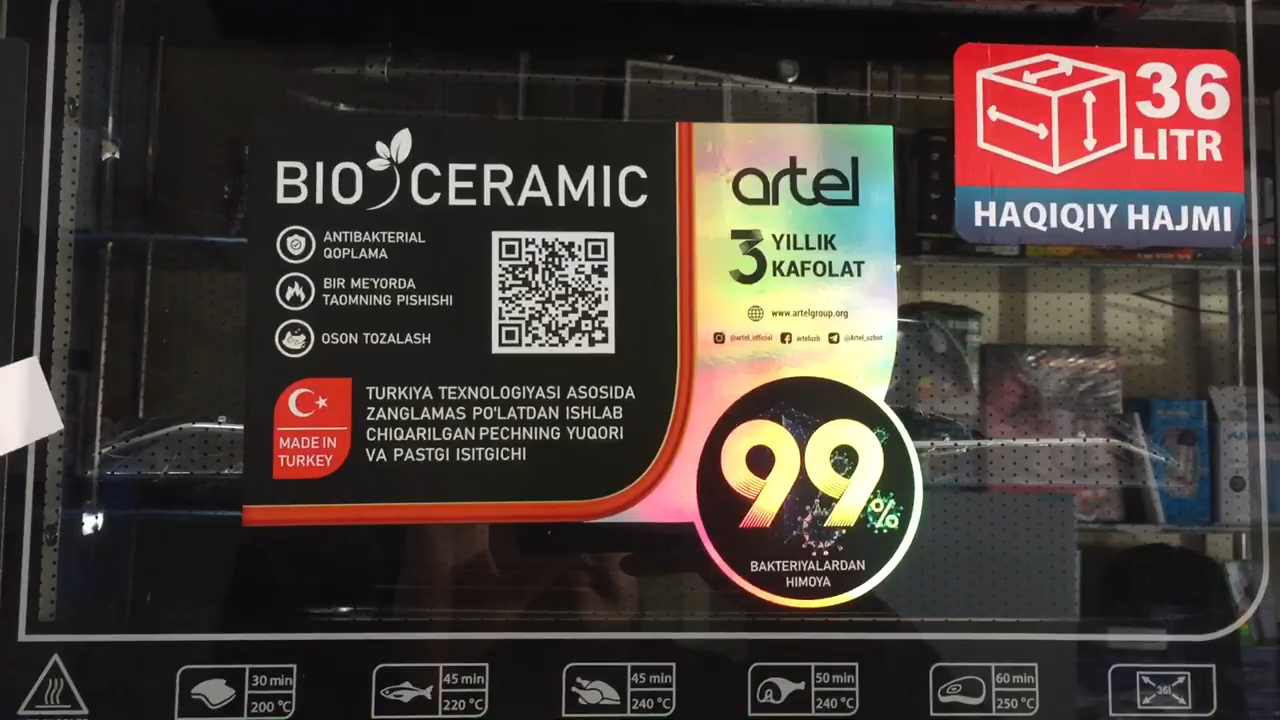 BIO CERAMIC
ANTIBAKTERIAL
QOPLAMA
BIR ME'YORDA
TAOMNING PISHISHI
OSON TOZALASH
MADE IN
TURKEY
TURKIYA TEXNOLOGIYASI ASOSIDA
ZANGLAMAS PO'LATDAN ISHLAB
CHIQARILGAN PECHNING YUQORI
VA PASTGI ISITGICHI
artel
3 YILLIK
KAFOLAT
www.artelgroup.org
@artel_official arteluzb @Artel_uzbot
99%
BAKTERIYALARDAN
HIMOYA
36
LITR
HAQIQIY HAJMI
30 min
200 °C
45 min
220 °C
45 min
240 °C
50 min
240 °C
60 min
250 °C
36l